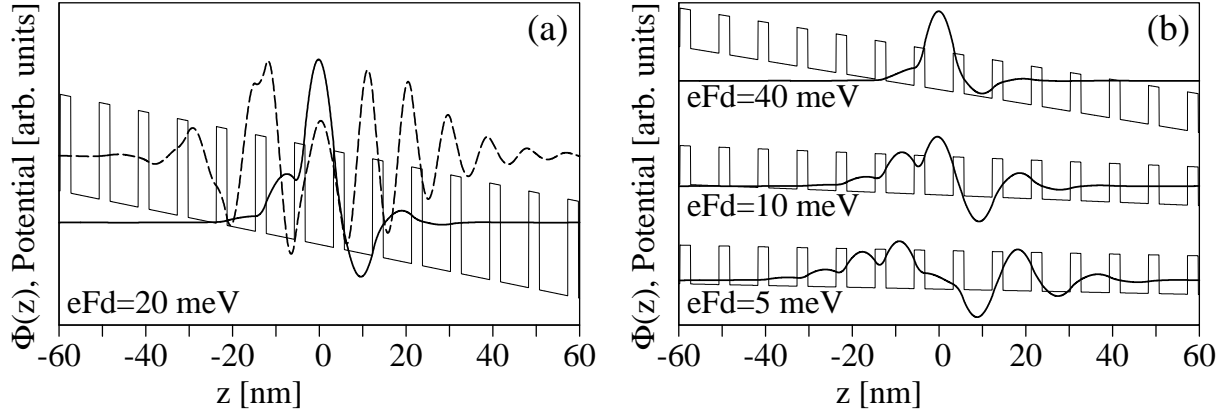 (a)
Φ(z), Potential [arb. units]
eFd=20 meV
-60 -40 -20 0 20 40 60
z [nm]
(b)
Φ(z), Potential [arb. units]
eFd=40 meV
eFd=10 meV
eFd=5 meV
-60 -40 -20 0 20 40 60
z [nm]